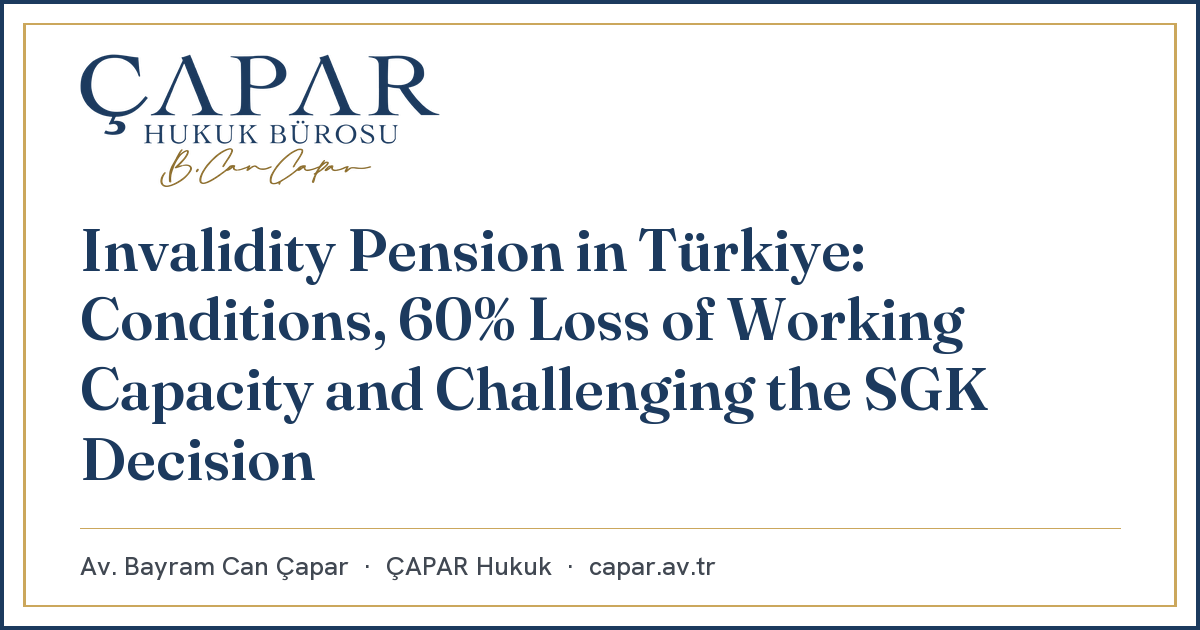 ÇAPAR
HUKUK BÜROSU
B. Can Çapar
Invalidity Pension in Türkiye:
Conditions, 60% Loss of Working
Capacity and Challenging the SGK
Decision
Av. Bayram Can Çapar · ÇAPAR Hukuk · capar.av.tr